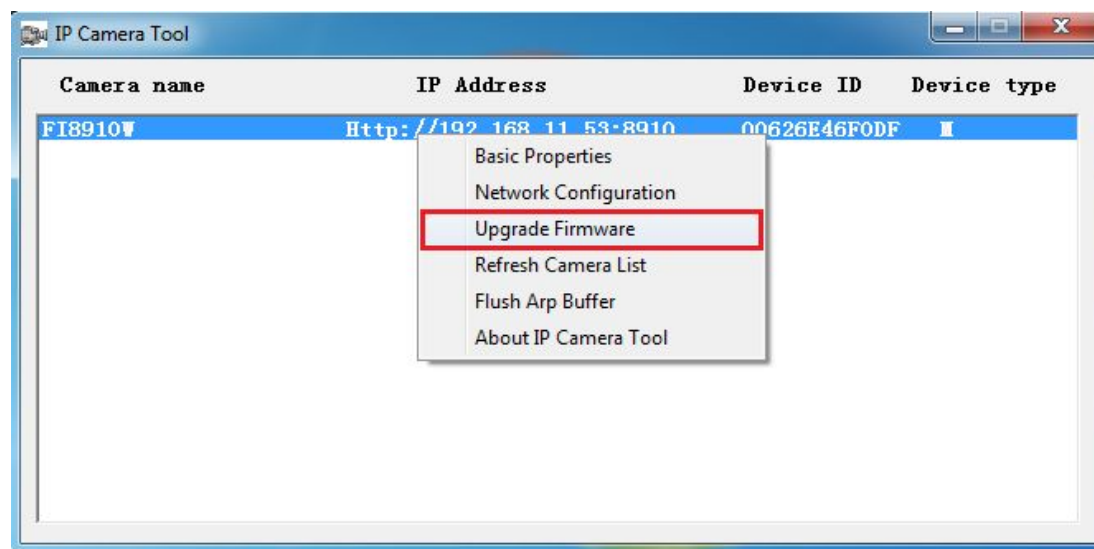 IP Camera Tool
Camera name IP Address Device ID Device type
FI8910W Http://192.168.11.53:8910 00626E46F0DF M
Basic Properties
Network Configuration
Upgrade Firmware
Refresh Camera List
Flush Arp Buffer
About IP Camera Tool